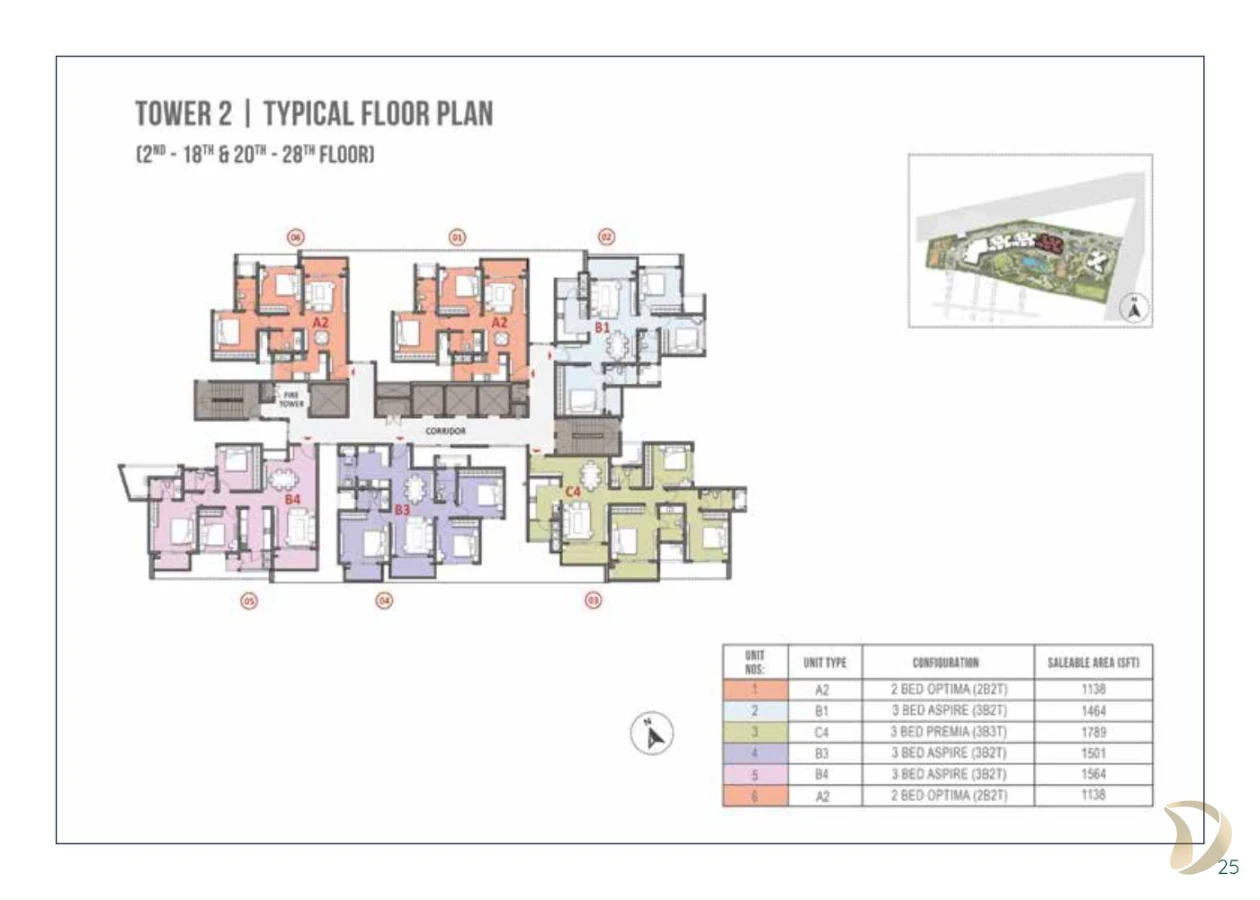 TOWER 2 | TYPICAL FLOOR PLAN
(2ND - 18TH & 20TH - 28TH FLOOR)
N
06
01
02
A2
A2
B1
FIRE
TOWER
CORRIDOR
B4
B3
C4
05
04
03
N
UNIT NOS: UNIT TYPE CONFIGURATION SALEABLE AREA (SFT)
1 A2 2 BED OPTIMA (2B2T) 1138
2 B1 3 BED ASPIRE (3B2T) 1464
3 C4 3 BED PREMIA (3B3T) 1789
4 B3 3 BED ASPIRE (3B2T) 1501
5 B4 3 BED ASPIRE (3B2T) 1564
6 A2 2 BED OPTIMA (2B2T) 1138
25